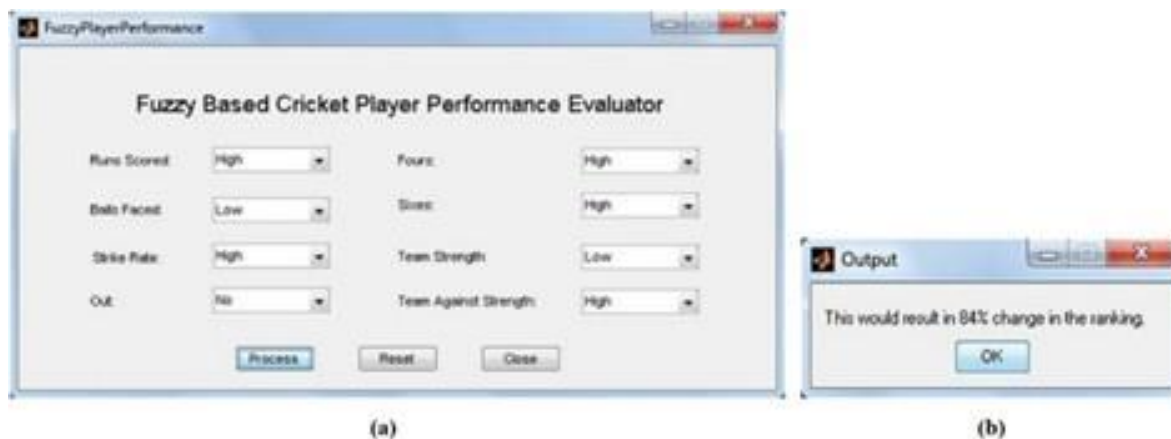 FuzzyPlayerPerformance
Fuzzy Based Cricket Player Performance Evaluator
Runs Scored: High
Fours: High
Balls Faced: Low
Sixes: High
Strike Rate: High
Team Strength: Low
Out: No
Team Against Strength: High
Process Reset Close
(a)
Output
This would result in 84% change in the ranking.
OK
(b)